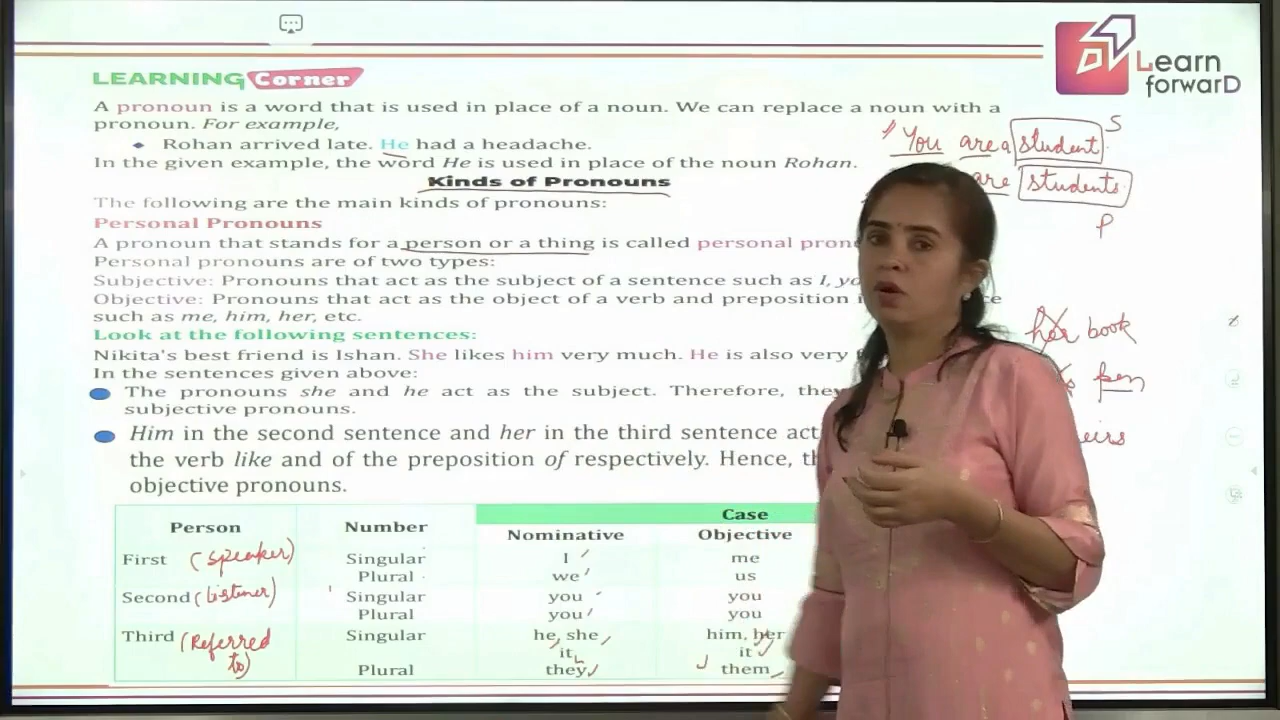 Learn
forwarD
LEARNING Corner
A pronoun is a word that is used in place of a noun. We can replace a noun with a
pronoun. For example,
Rohan arrived late. He had a headache.
In the given example, the word He is used in place of the noun Rohan.
Kinds of Pronouns
The following are the main kinds of pronouns:
Personal Pronouns
A pronoun that stands for a person or a thing is called personal
Personal pronouns are of two types:
Subjective: Pronouns that act as the subject of a sentence such as I,
Objective: Pronouns that act as the object of a verb and preposition
such as me, him, her, etc.
Look at the following sentences:
Nikita's best friend is Ishan. She likes him very much. He is also very
In the sentences given above:
The pronouns she and he act as the subject. Therefore, they
subjective pronouns.
Him in the second sentence and her in the third sentence act
the verb like and of the preposition of respectively. Hence,
objective pronouns.
Person Number Case
Nominative Objective
First (Speaker) Singular I me
Plural we us
Second (Listener) Singular you you
Plural you you
Third (Referred to) Singular he, she him, her
it it
Plural they them
You are a student. S
are students.
P
her book
pen